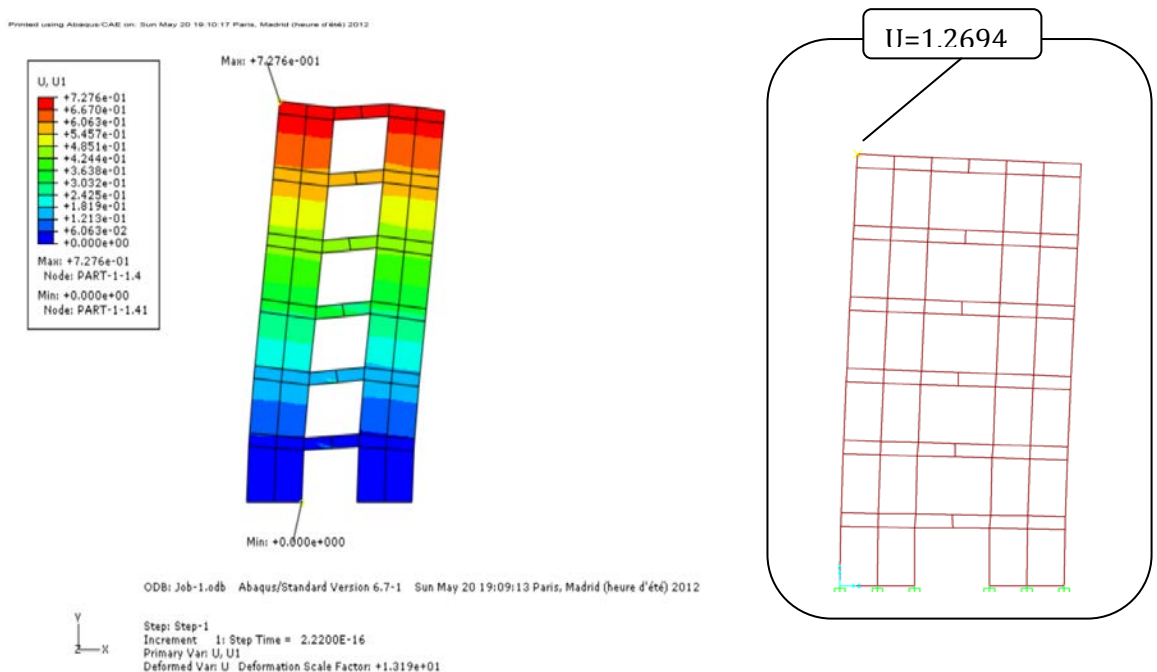 Printed using Abaqus/CAE on: Sun May 20 19:10:17 Paris, Madrid (heure d'été) 2012
U=1.2694
Max: +7.276e-001
U, U1
+7.276e-01
+6.670e-01
+6.063e-01
+5.457e-01
+4.851e-01
+4.244e-01
+3.638e-01
+3.032e-01
+2.425e-01
+1.819e-01
+1.213e-01
+6.063e-02
+0.000e+00
Max: +7.276e-01
Node: PART-1-1.4
Min: +0.000e+00
Node: PART-1-1.41
Min: +0.000e+000
ODB: Job-1.odb Abaqus/Standard Version 6.7-1 Sun May 20 19:09:13 Paris, Madrid (heure d'été) 2012
Y
Z X
Step: Step-1
Increment 1: Step Time = 2.2200E-16
Primary Var: U, U1
Deformed Var: U Deformation Scale Factor: +1.319e+01